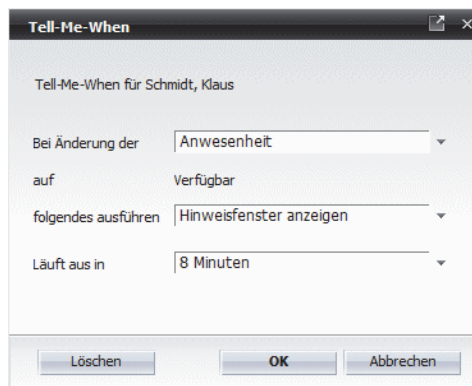 Tell-Me-When
Tell-Me-When für Schmidt, Klaus
Bei Änderung der Anwesenheit
auf Verfügbar
folgendes ausführen Hinweisfenster anzeigen
Läuft aus in 8 Minuten
Löschen OK Abbrechen